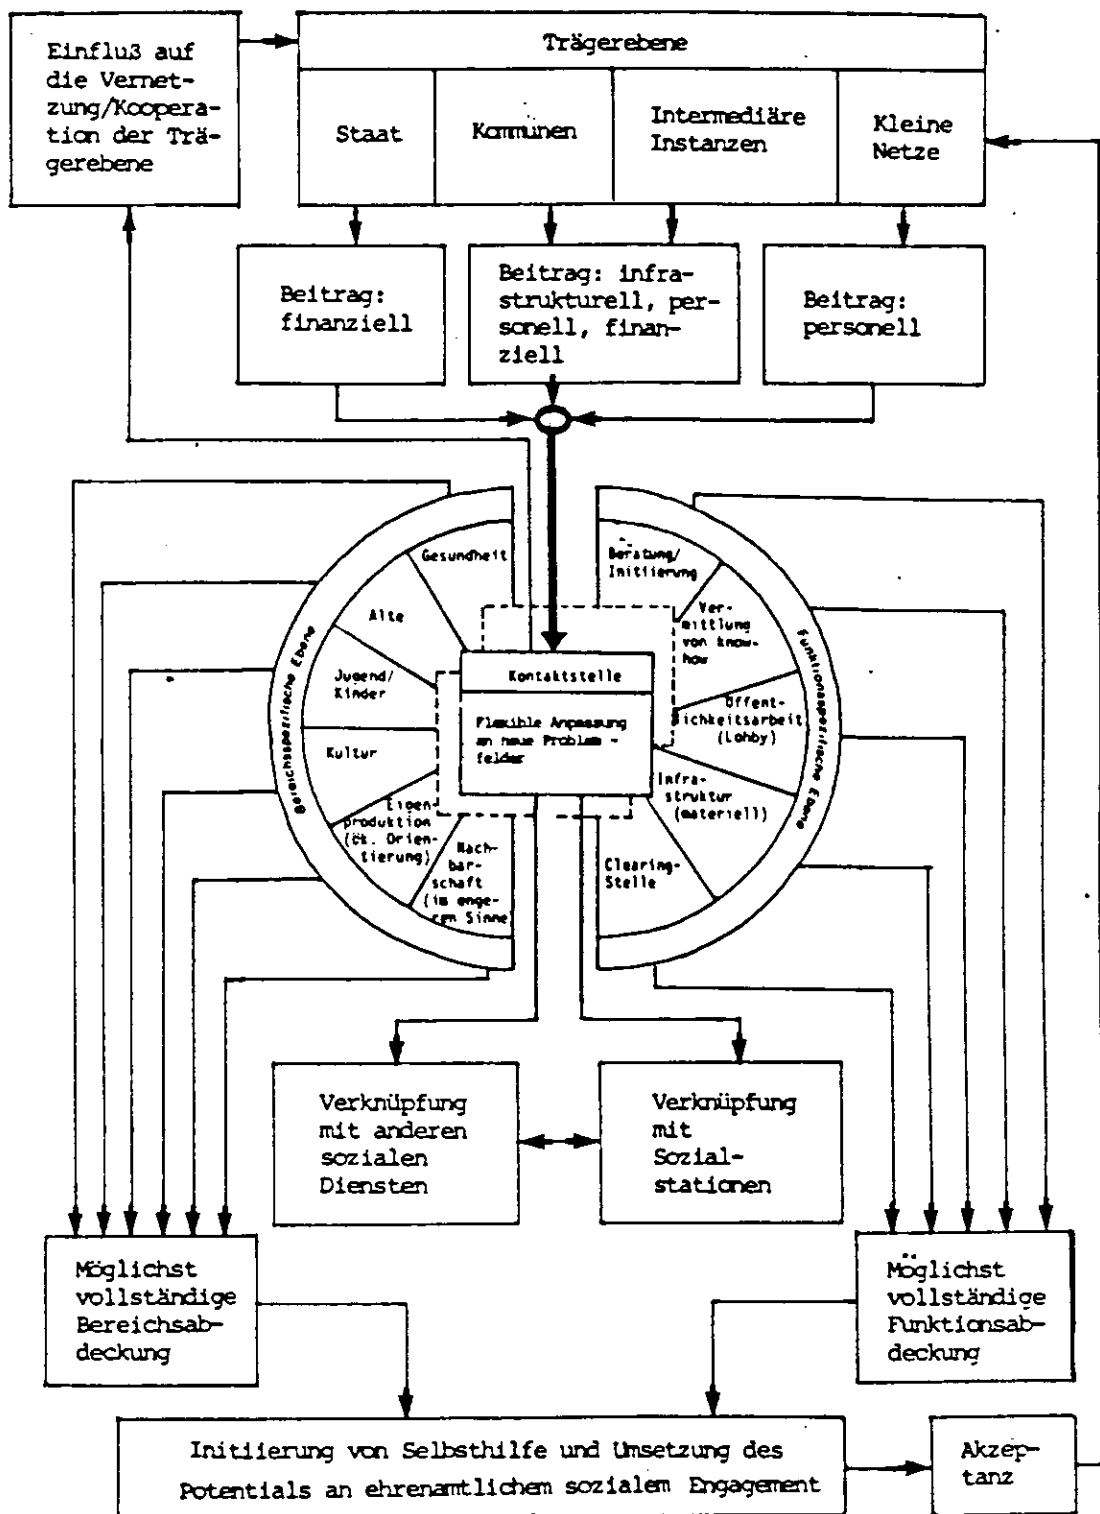 Einfluß auf
die Vernet-
zung/Koopera-
tion der Trä-
gerebene
Trägerebene
Staat
Kommunen
Intermediäre
Instanzen
Kleine
Netze
Beitrag:
finanziell
Beitrag: infra-
strukturell, per-
sonell, finan-
ziell
Beitrag:
personell
Bereichsspezifische Ebene
Gesundheit
Alte
Jugend/
Kinder
Kultur
Eigen-
produktion
(ök. Orien-
tierung)
Nach-
bar-
schaft
(im enge-
ren Sinne)
Kontaktstelle
Flexible Anpassung
an neue Problem-
felder
Funktionsspezifische Ebene
Beratung/
Initiierung
Ver-
mittlung
von know-
how
Öffent-
lichkeitsarbeit
(Lobby)
Infra-
struktur
(materiell)
Clearing-
Stelle
Verknüpfung
mit anderen
sozialen
Diensten
Verknüpfung
mit
Sozial-
stationen
Möglichst
vollständige
Bereichsab-
deckung
Möglichst
vollständige
Funktionsab-
deckung
Initiierung von Selbsthilfe und Umsetzung des
Potentials an ehrenamtlichem sozialem Engagement
Akzep-
tanz